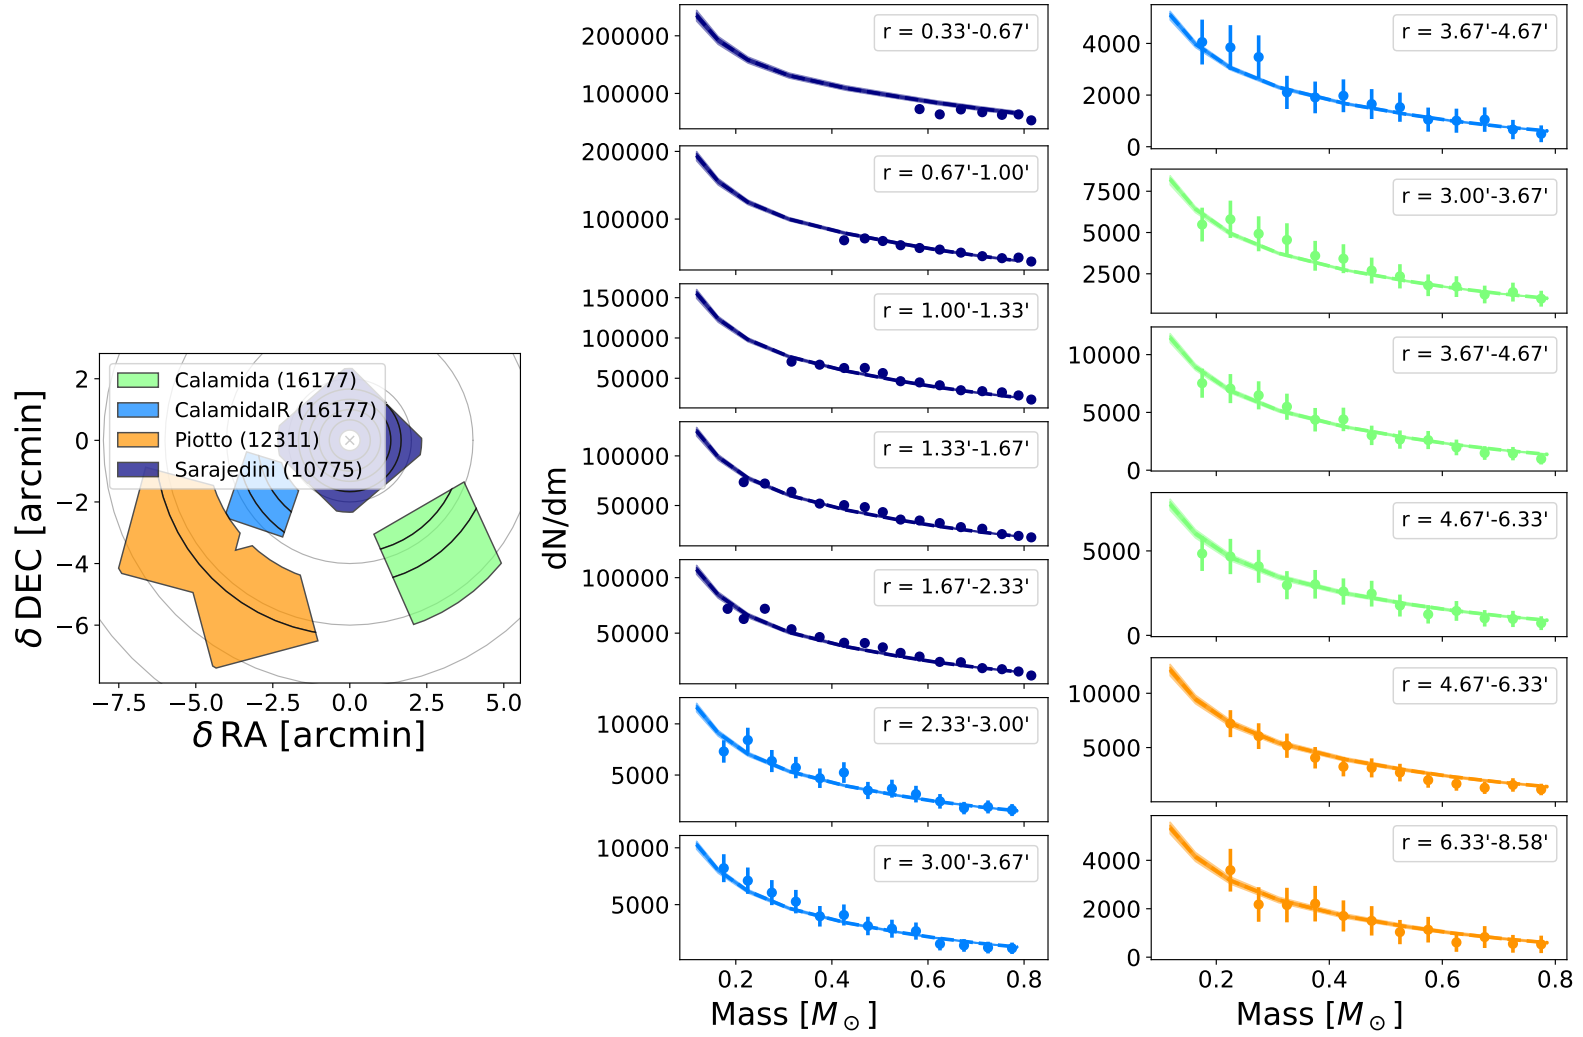 2
0
−2
−4
−6
δ DEC [arcmin]
Calamida (16177)
CalamidaIR (16177)
Piotto (12311)
Sarajedini (10775)
−7.5 −5.0 −2.5 0.0 2.5 5.0
δ RA [arcmin]
dN/dm
200000
100000
r = 0.33'-0.67'
200000
100000
r = 0.67'-1.00'
150000
100000
50000
r = 1.00'-1.33'
100000
50000
r = 1.33'-1.67'
100000
50000
r = 1.67'-2.33'
10000
5000
r = 2.33'-3.00'
10000
5000
r = 3.00'-3.67'
0.2 0.4 0.6 0.8
Mass [M⊙]
4000
2000
0
r = 3.67'-4.67'
7500
5000
2500
r = 3.00'-3.67'
10000
5000
0
r = 3.67'-4.67'
5000
0
r = 4.67'-6.33'
10000
5000
r = 4.67'-6.33'
4000
2000
0
r = 6.33'-8.58'
0.2 0.4 0.6 0.8
Mass [M⊙]